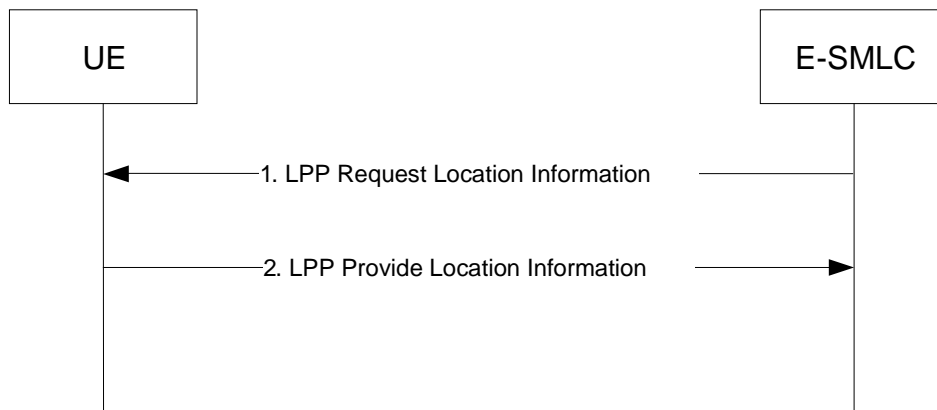 UE
E-SMLC
1. LPP Request Location Information
2. LPP Provide Location Information